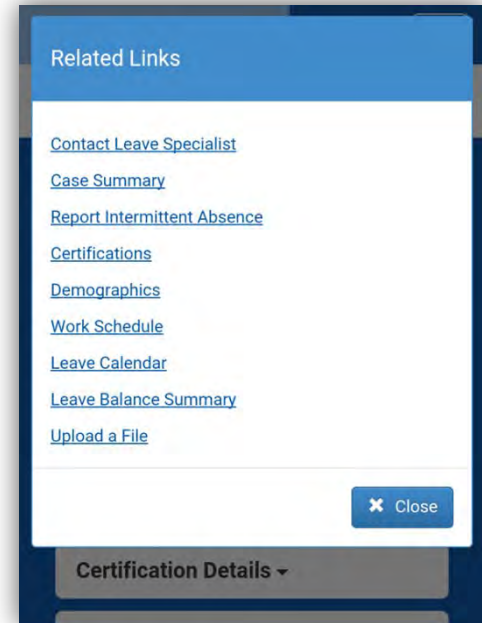 Related Links
Contact Leave Specialist
Case Summary
Report Intermittent Absence
Certifications
Demographics
Work Schedule
Leave Calendar
Leave Balance Summary
Upload a File
✖ Close
Certification Details